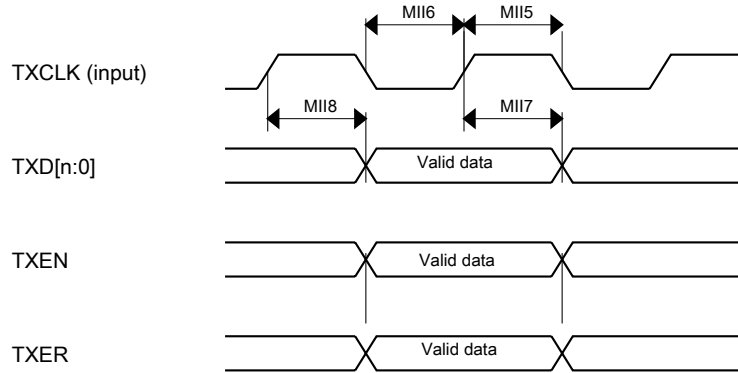 MII6
MII5
TXCLK (input)
MII8
MII7
TXD[n:0]
Valid data
TXEN
Valid data
TXER
Valid data